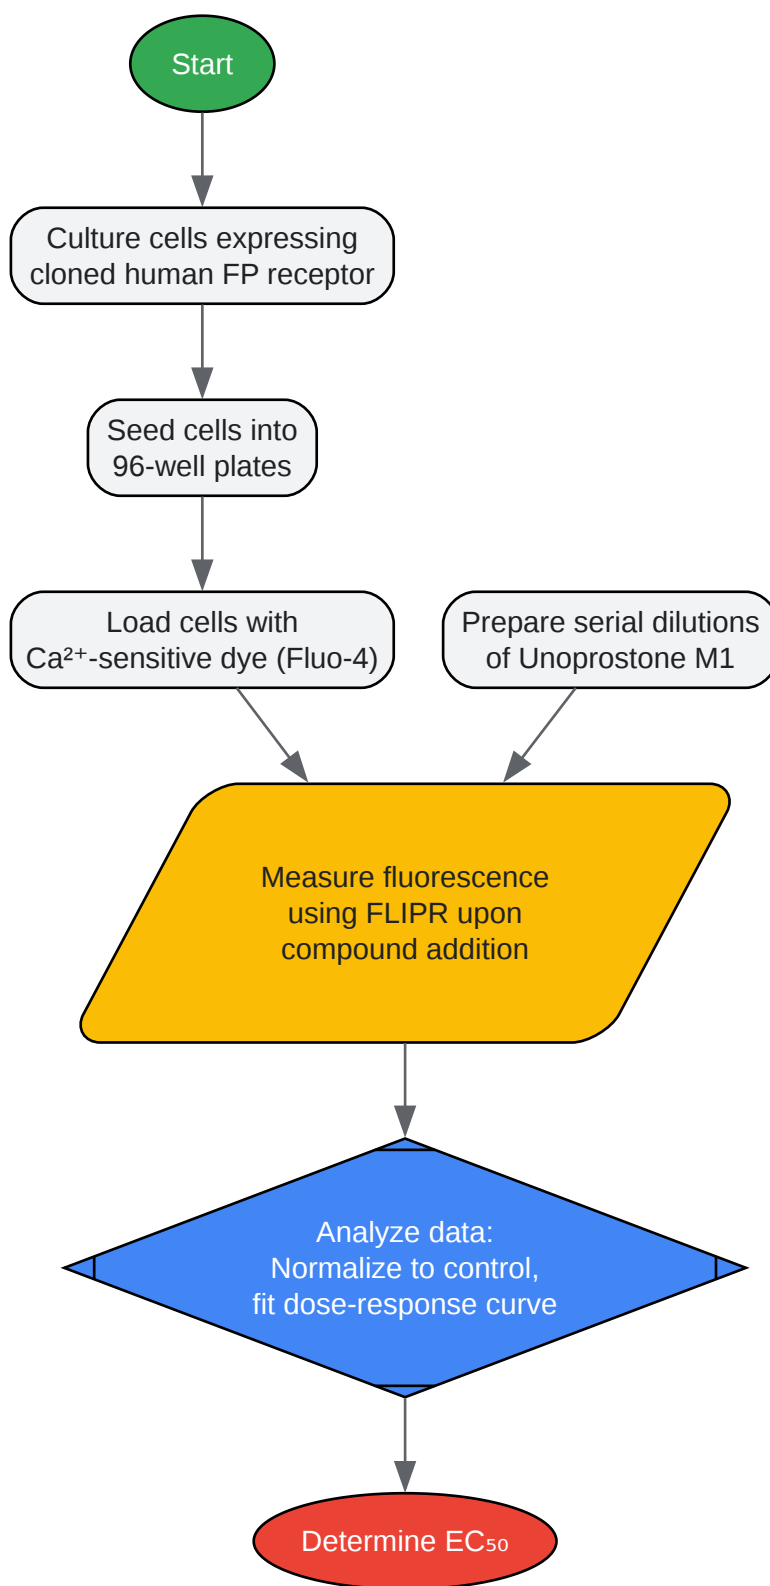 Start
Culture cells expressing
cloned human FP receptor
Seed cells into
96-well plates
Load cells with
Ca²⁺-sensitive dye (Fluo-4)
Prepare serial dilutions
of Unoprostone M1
Measure fluorescence
using FLIPR upon
compound addition
Analyze data:
Normalize to control,
fit dose-response curve
Determine EC₅₀